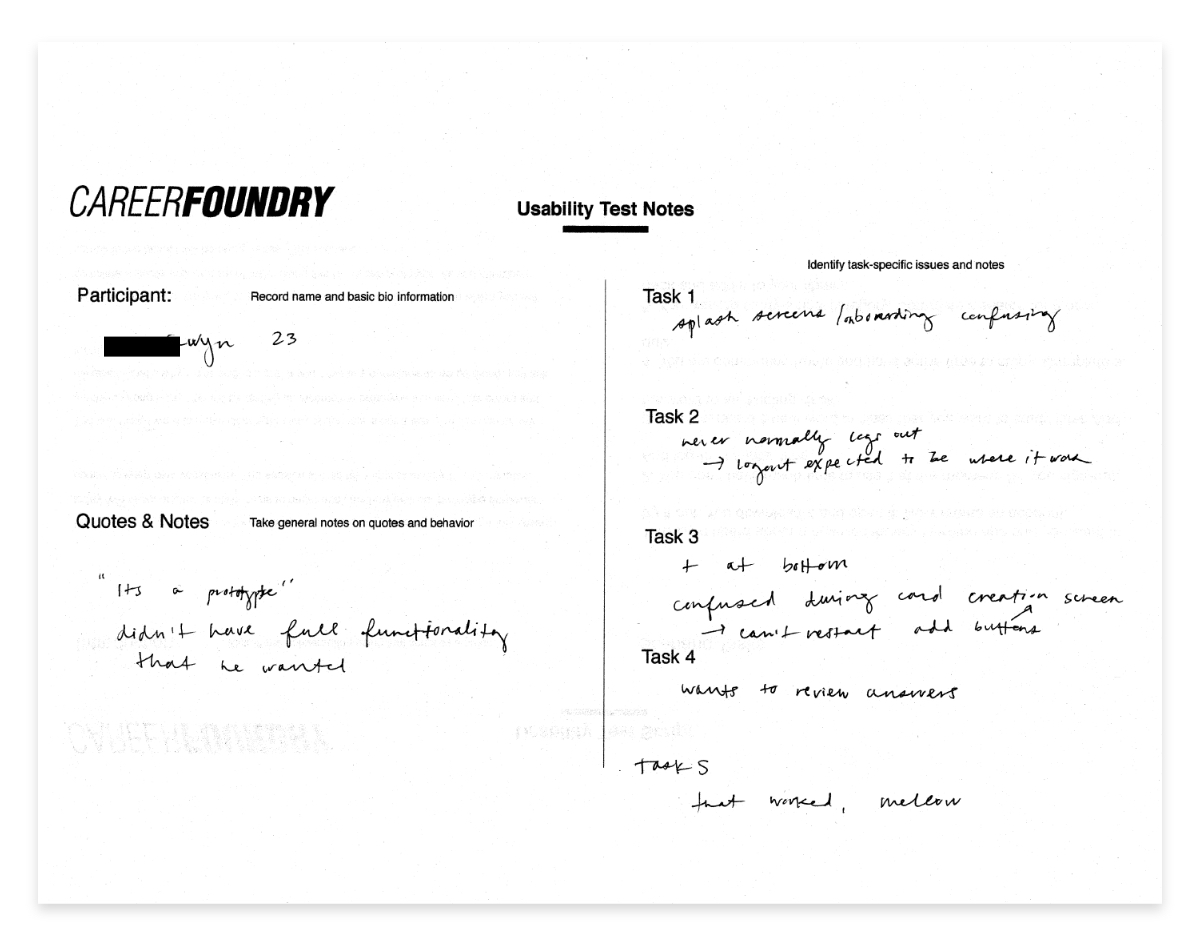 CAREERFOUNDRY
Usability Test Notes
Participant: Record name and basic bio information
wyn 23
Quotes & Notes Take general notes on quotes and behavior
"Its a prototype"
didn't have full functionality
that he wanted
Identify task-specific issues and notes
Task 1
splash screens/onboarding confusing
Task 2
never normally logs out
→ logout expected to be where it was
Task 3
+ at bottom
confused during card creation screen
→ can't restart add buttons
Task 4
wants to review answers
Task 5
that worked, mellow